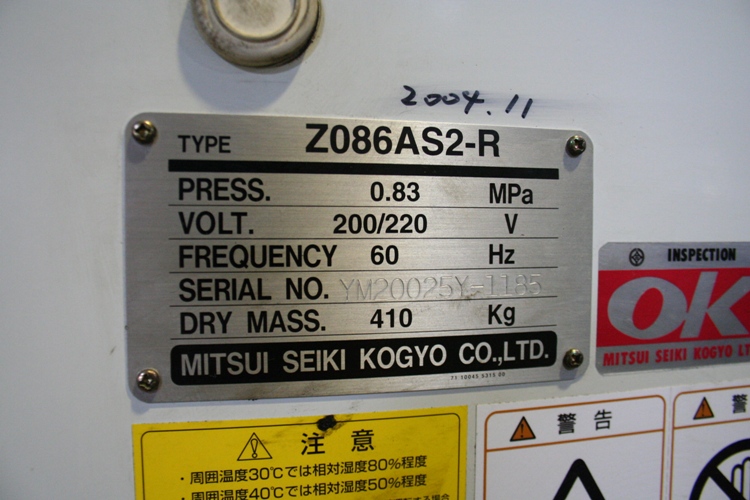 2004.11
TYPE Z086AS2-R
PRESS. 0.83 MPa
VOLT. 200/220 V
FREQUENCY 60 Hz
SERIAL NO. YM20025Y-1185
DRY MASS. 410 Kg
MITSUI SEIKI KOGYO CO.,LTD.
INSPECTION
OK
MITSUI SEIKI KOGYO
注 意
・周囲温度30℃では相対湿度80%程度
周囲温度40℃では相対湿度50%程度
警 告
警